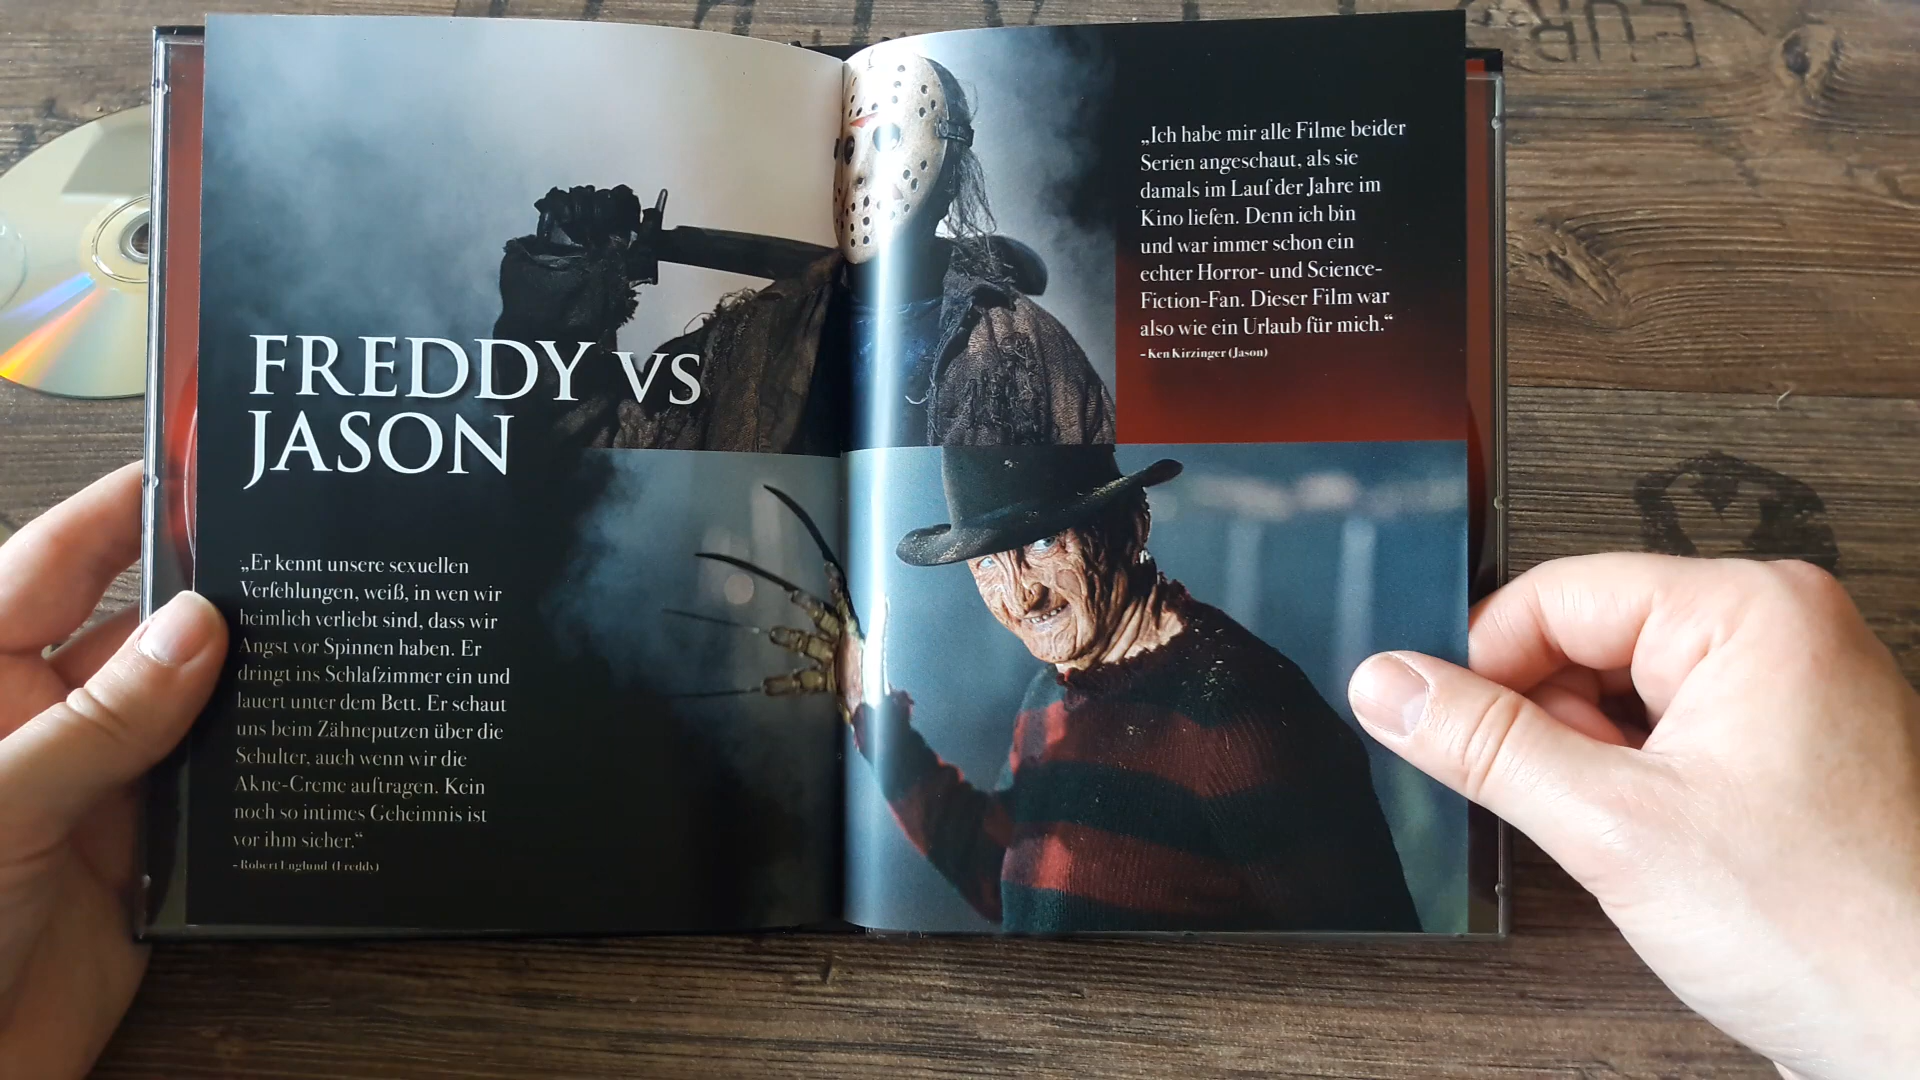 FREDDY VS
JASON
„Er kennt unsere sexuellen
Verfehlungen, weiß, in wen wir
heimlich verliebt sind, dass wir
Angst vor Spinnen haben. Er
dringt ins Schlafzimmer ein und
lauert unter dem Bett. Er schaut
uns beim Zähneputzen über die
Schulter, auch wenn wir die
Akne-Creme auftragen. Kein
noch so intimes Geheimnis ist
vor ihm sicher.“
- Robert Englund (Freddy)
„Ich habe mir alle Filme beider
Serien angeschaut, als sie
damals im Lauf der Jahre im
Kino liefen. Denn ich bin
und war immer schon ein
echter Horror- und Science-
Fiction-Fan. Dieser Film war
also wie ein Urlaub für mich.“
- Ken Kirzinger (Jason)